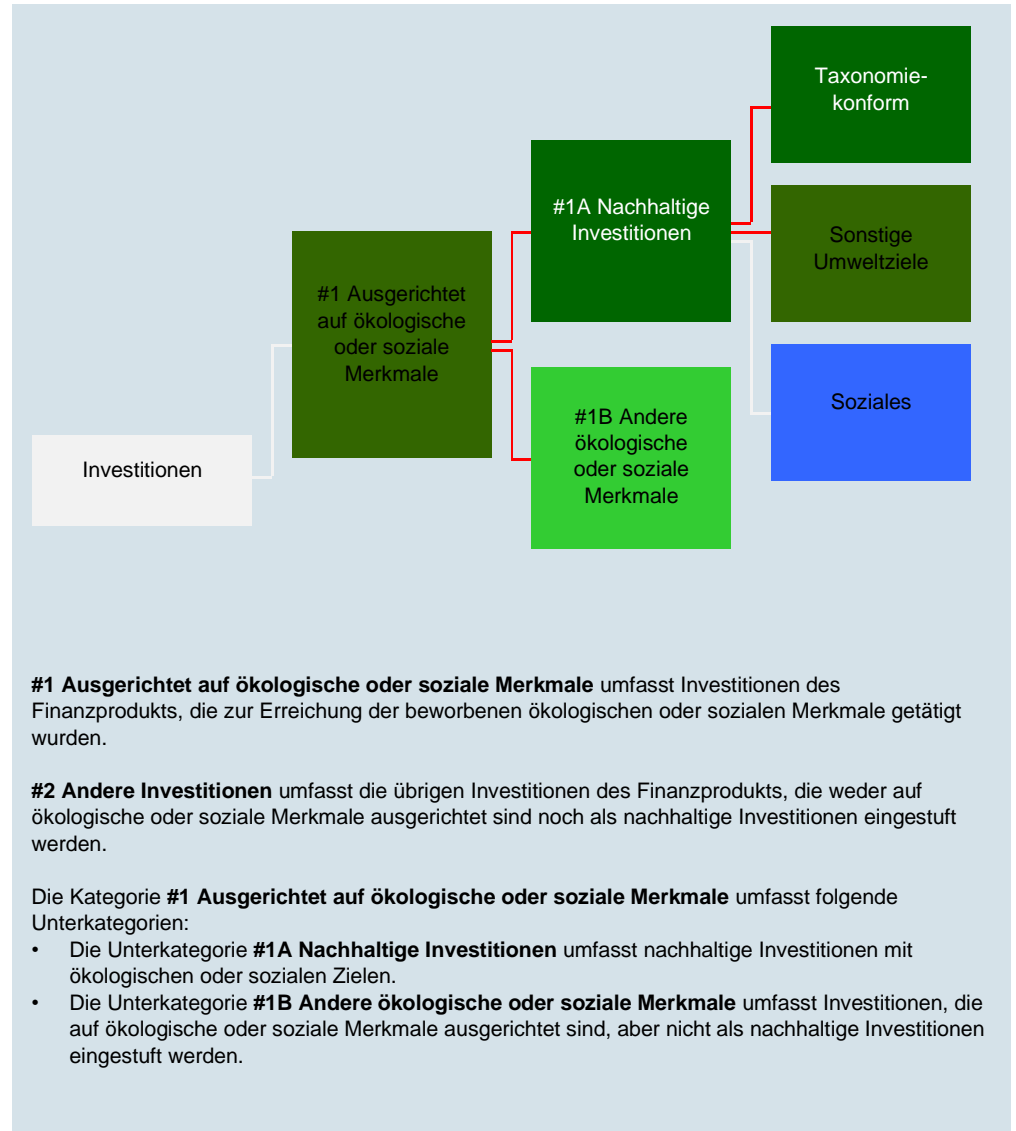 Taxonomie-
konform
#1A Nachhaltige
Investitionen
Sonstige
Umweltziele
#1 Ausgerichtet
auf ökologische
oder soziale
Merkmale
Soziales
#1B Andere
ökologische
oder soziale
Merkmale
Investitionen
#1 Ausgerichtet auf ökologische oder soziale Merkmale umfasst Investitionen des
Finanzprodukts, die zur Erreichung der beworbenen ökologischen oder sozialen Merkmale getätigt
wurden.
#2 Andere Investitionen umfasst die übrigen Investitionen des Finanzprodukts, die weder auf
ökologische oder soziale Merkmale ausgerichtet sind noch als nachhaltige Investitionen eingestuft
werden.
Die Kategorie #1 Ausgerichtet auf ökologische oder soziale Merkmale umfasst folgende
Unterkategorien:
• Die Unterkategorie #1A Nachhaltige Investitionen umfasst nachhaltige Investitionen mit
ökologischen oder sozialen Zielen.
• Die Unterkategorie #1B Andere ökologische oder soziale Merkmale umfasst Investitionen, die
auf ökologische oder soziale Merkmale ausgerichtet sind, aber nicht als nachhaltige Investitionen
eingestuft werden.